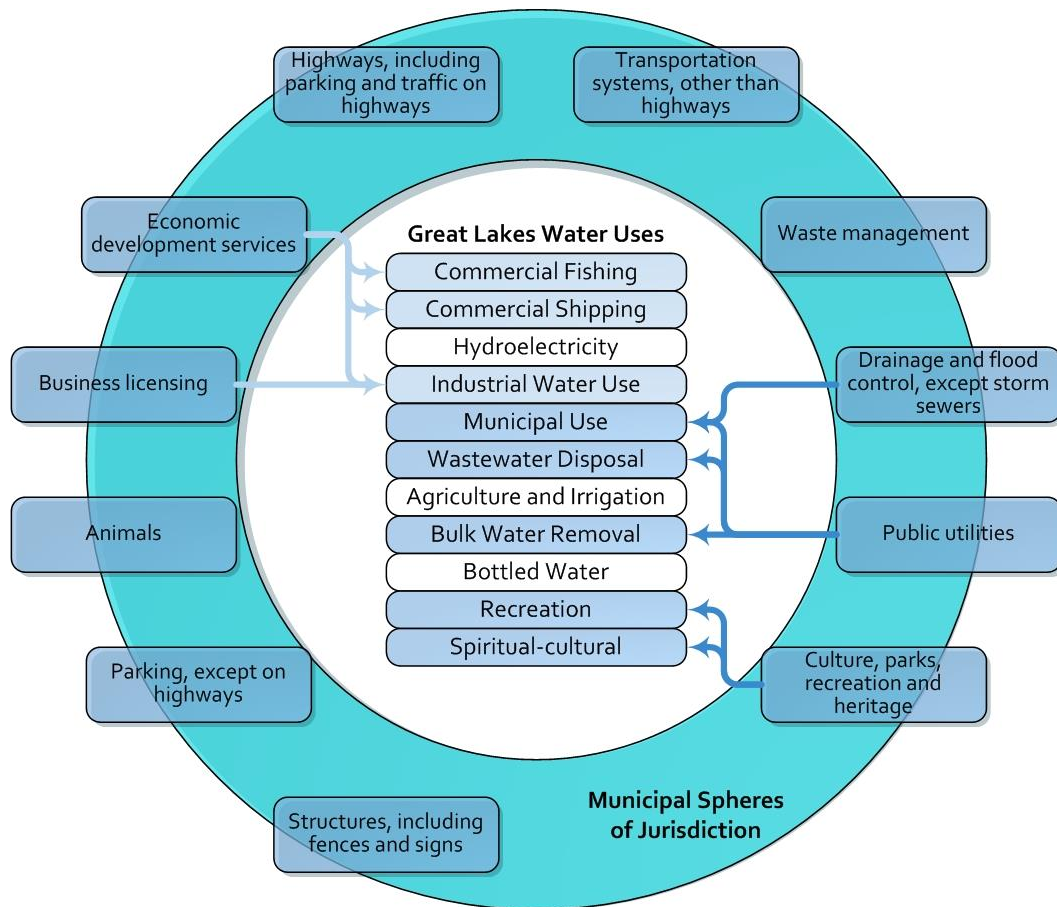 Highways, including
parking and traffic on
highways
Transportation
systems, other than
highways
Economic
development services
Waste management
Great Lakes Water Uses
Commercial Fishing
Commercial Shipping
Hydroelectricity
Industrial Water Use
Municipal Use
Wastewater Disposal
Agriculture and Irrigation
Bulk Water Removal
Bottled Water
Recreation
Spiritual-cultural
Business licensing
Drainage and flood
control, except storm
sewers
Animals
Public utilities
Parking, except on
highways
Culture, parks,
recreation and
heritage
Structures, including
fences and signs
Municipal Spheres
of Jurisdiction